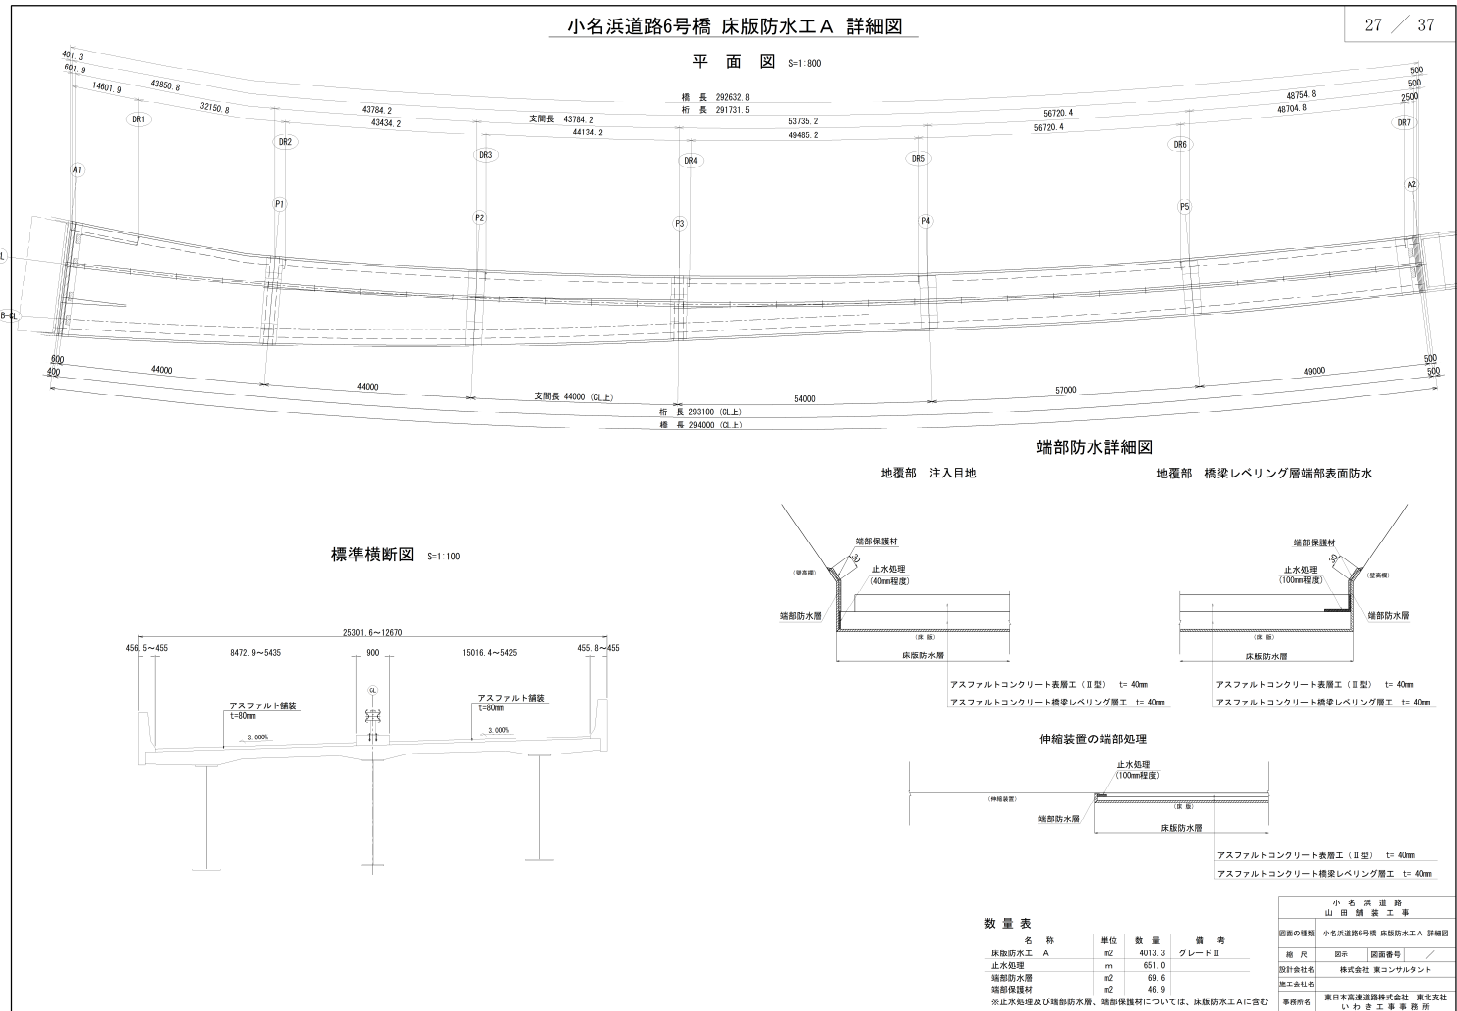 小名浜道路6号橋 床版防水工A 詳細図
27 ／ 37
平 面 図 S=1:800
401.3
601.9
14601.9
43850.8
32150.8
43784.2
43434.2
支間長 43784.2
44134.2
橋 長 292632.8
桁 長 291731.5
53735.2
49485.2
56720.4
56720.4
48754.8
48704.8
500
500
2500
DR1
DR2
DR3
DR4
DR5
DR6
DR7
A1
P1
P2
P3
P4
P5
A2
600
400
44000
44000
支間長 44000 (CL上)
54000
57000
49000
500
500
桁 長 293100 (CL上)
橋 長 294000 (CL上)
端部防水詳細図
地覆部 注入目地
端部保護材
30
(壁高欄)
止水処理
(40mm程度)
端部防水層
(床 版)
床版防水層
アスファルトコンクリート表層工（Ⅱ型） t= 40mm
アスファルトコンクリート橋梁レベリング層工 t= 40mm
地覆部 橋梁レベリング層端部表面防水
端部保護材
30
(壁高欄)
止水処理
(100mm程度)
端部防水層
(床 版)
床版防水層
アスファルトコンクリート表層工（Ⅱ型） t= 40mm
アスファルトコンクリート橋梁レベリング層工 t= 40mm
標準横断図 S=1:100
25301.6～12670
456.5～455
8472.9～5435
900
15016.4～5425
455.8～455
CL
アスファルト舗装
t=80mm
3.000%
アスファルト舗装
t=80mm
3.000%
伸縮装置の端部処理
止水処理
(100mm程度)
(伸縮装置)
(床 版)
端部防水層
床版防水層
アスファルトコンクリート表層工（Ⅱ型） t= 40mm
アスファルトコンクリート橋梁レベリング層工 t= 40mm
数 量 表
名 称 単位 数 量 備 考
床版防水工 A m2 4013.3 グレードⅡ
止水処理 m 651.0
端部防水層 m2 69.6
端部保護材 m2 46.9
※止水処理及び端部防水層、端部保護材については、床版防水工Aに含む
小 名 浜 道 路
山 田 舗 装 工 事
図面の種類 小名浜道路6号橋 床版防水工A 詳細図
縮 尺 図示 図面番号 ／
設計会社名 株式会社 東コンサルタント
施工会社名
事務所名 東日本高速道路株式会社 東北支社
いわき工事事務所